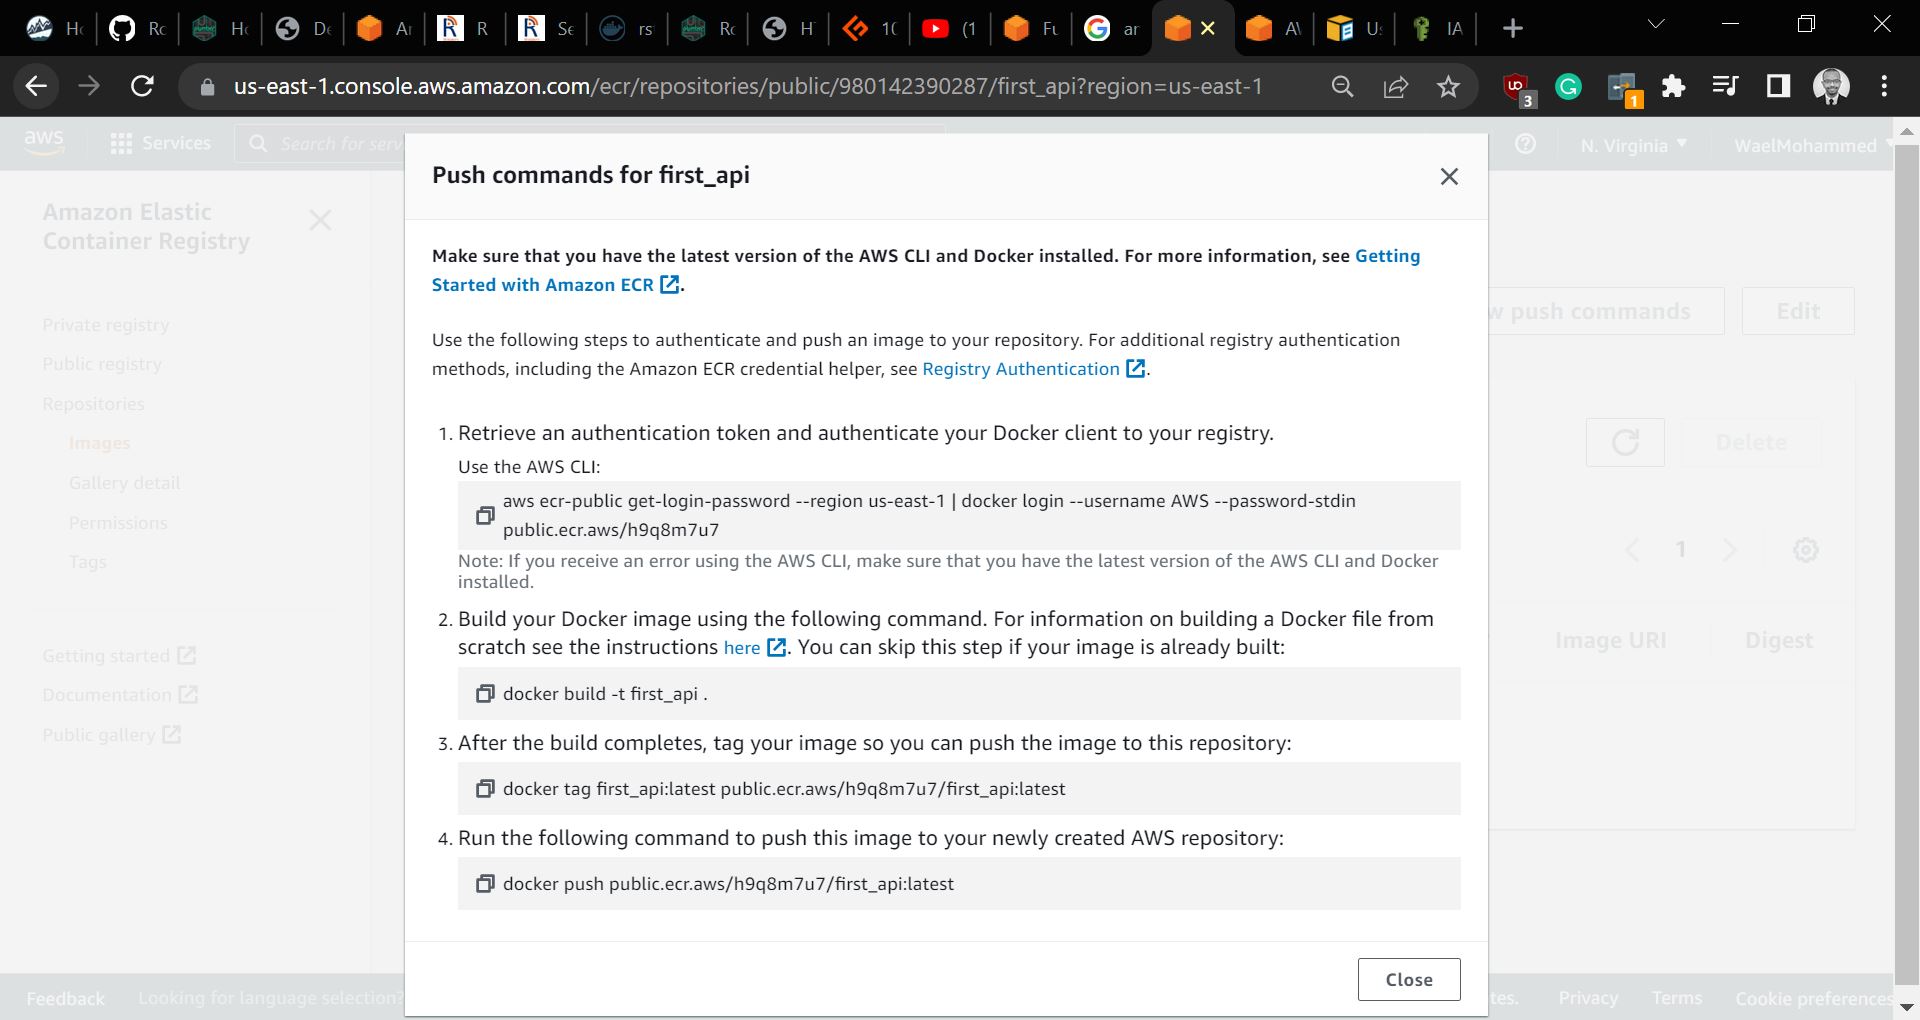 Hc
Rc
Hc
De
Ar
R
Se
rs
Rc
H
10
(1
Fu
ar
A
Us
IA
us-east-1.console.aws.amazon.com/ecr/repositories/public/980142390287/first_api?region=us-east-1
3
1
aws
Services
Search for serv
N. Virginia
WaelMohammed
Amazon Elastic
Container Registry
Private registry
Public registry
Repositories
Images
Gallery detail
Permissions
Tags
Getting started
Documentation
Public gallery
Push commands for first_api
Make sure that you have the latest version of the AWS CLI and Docker installed. For more information, see Getting
Started with Amazon ECR.
Use the following steps to authenticate and push an image to your repository. For additional registry authentication
methods, including the Amazon ECR credential helper, see Registry Authentication.
1. Retrieve an authentication token and authenticate your Docker client to your registry.
Use the AWS CLI:
aws ecr-public get-login-password --region us-east-1 | docker login --username AWS --password-stdin
public.ecr.aws/h9q8m7u7
Note: If you receive an error using the AWS CLI, make sure that you have the latest version of the AWS CLI and Docker
installed.
2. Build your Docker image using the following command. For information on building a Docker file from
scratch see the instructions here. You can skip this step if your image is already built:
docker build -t first_api .
3. After the build completes, tag your image so you can push the image to this repository:
docker tag first_api:latest public.ecr.aws/h9q8m7u7/first_api:latest
4. Run the following command to push this image to your newly created AWS repository:
docker push public.ecr.aws/h9q8m7u7/first_api:latest
Close
w push commands
Edit
Delete
1
Image URI
Digest
Feedback
Looking for language selection?
tes.
Privacy
Terms
Cookie preferences